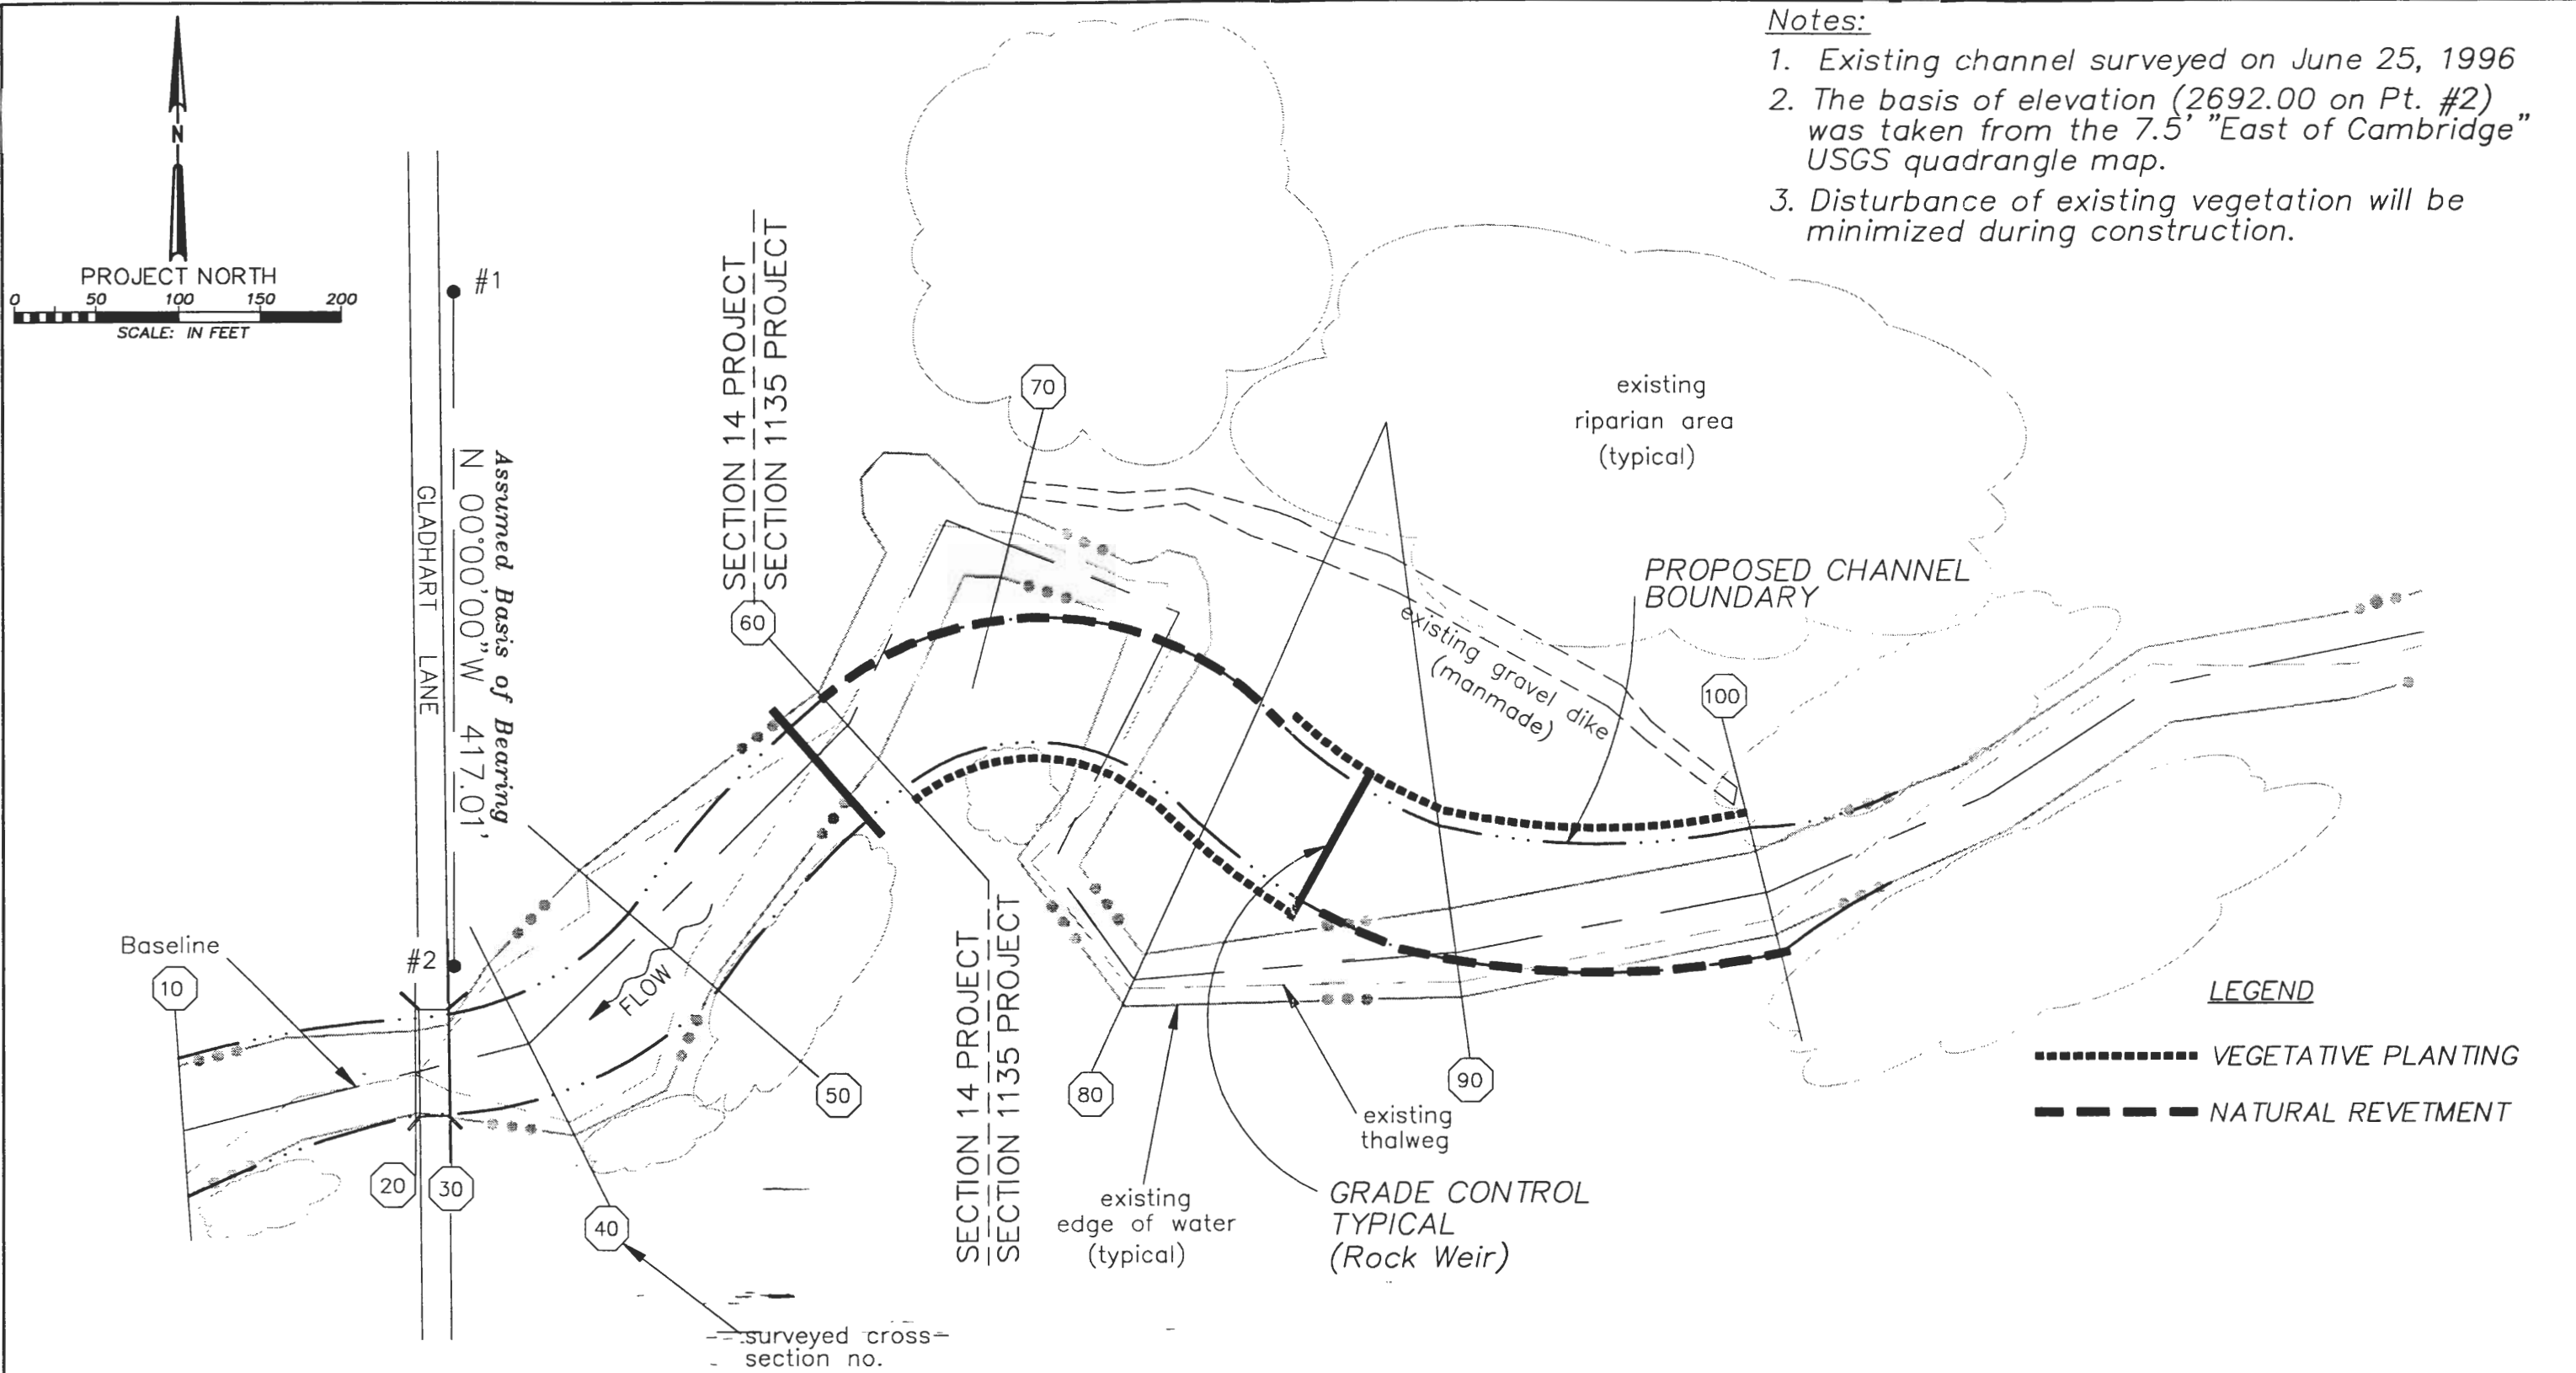 Notes:
1. Existing channel surveyed on June 25, 1996
2. The basis of elevation (2692.00 on Pt. #2)
was taken from the 7.5' "East of Cambridge"
USGS quadrangle map.
3. Disturbance of existing vegetation will be
minimized during construction.
N
PROJECT NORTH
0 50 100 150 200
SCALE: IN FEET
#1
SECTION 14 PROJECT
SECTION 1135 PROJECT
70
existing
riparian area
(typical)
Assumed Basis of Bearing
N 00°00'00"W 417.01'
GLADHART LANE
60
PROPOSED CHANNEL
BOUNDARY
existing gravel dike
(manmade)
100
Baseline
#2
10
FLOW
50
SECTION 14 PROJECT
SECTION 1135 PROJECT
80
90
existing
thalweg
LEGEND
VEGETATIVE PLANTING
NATURAL REVETMENT
20
30
40
existing
edge of water
(typical)
GRADE CONTROL
TYPICAL
(Rock Weir)
surveyed cross-
section no.